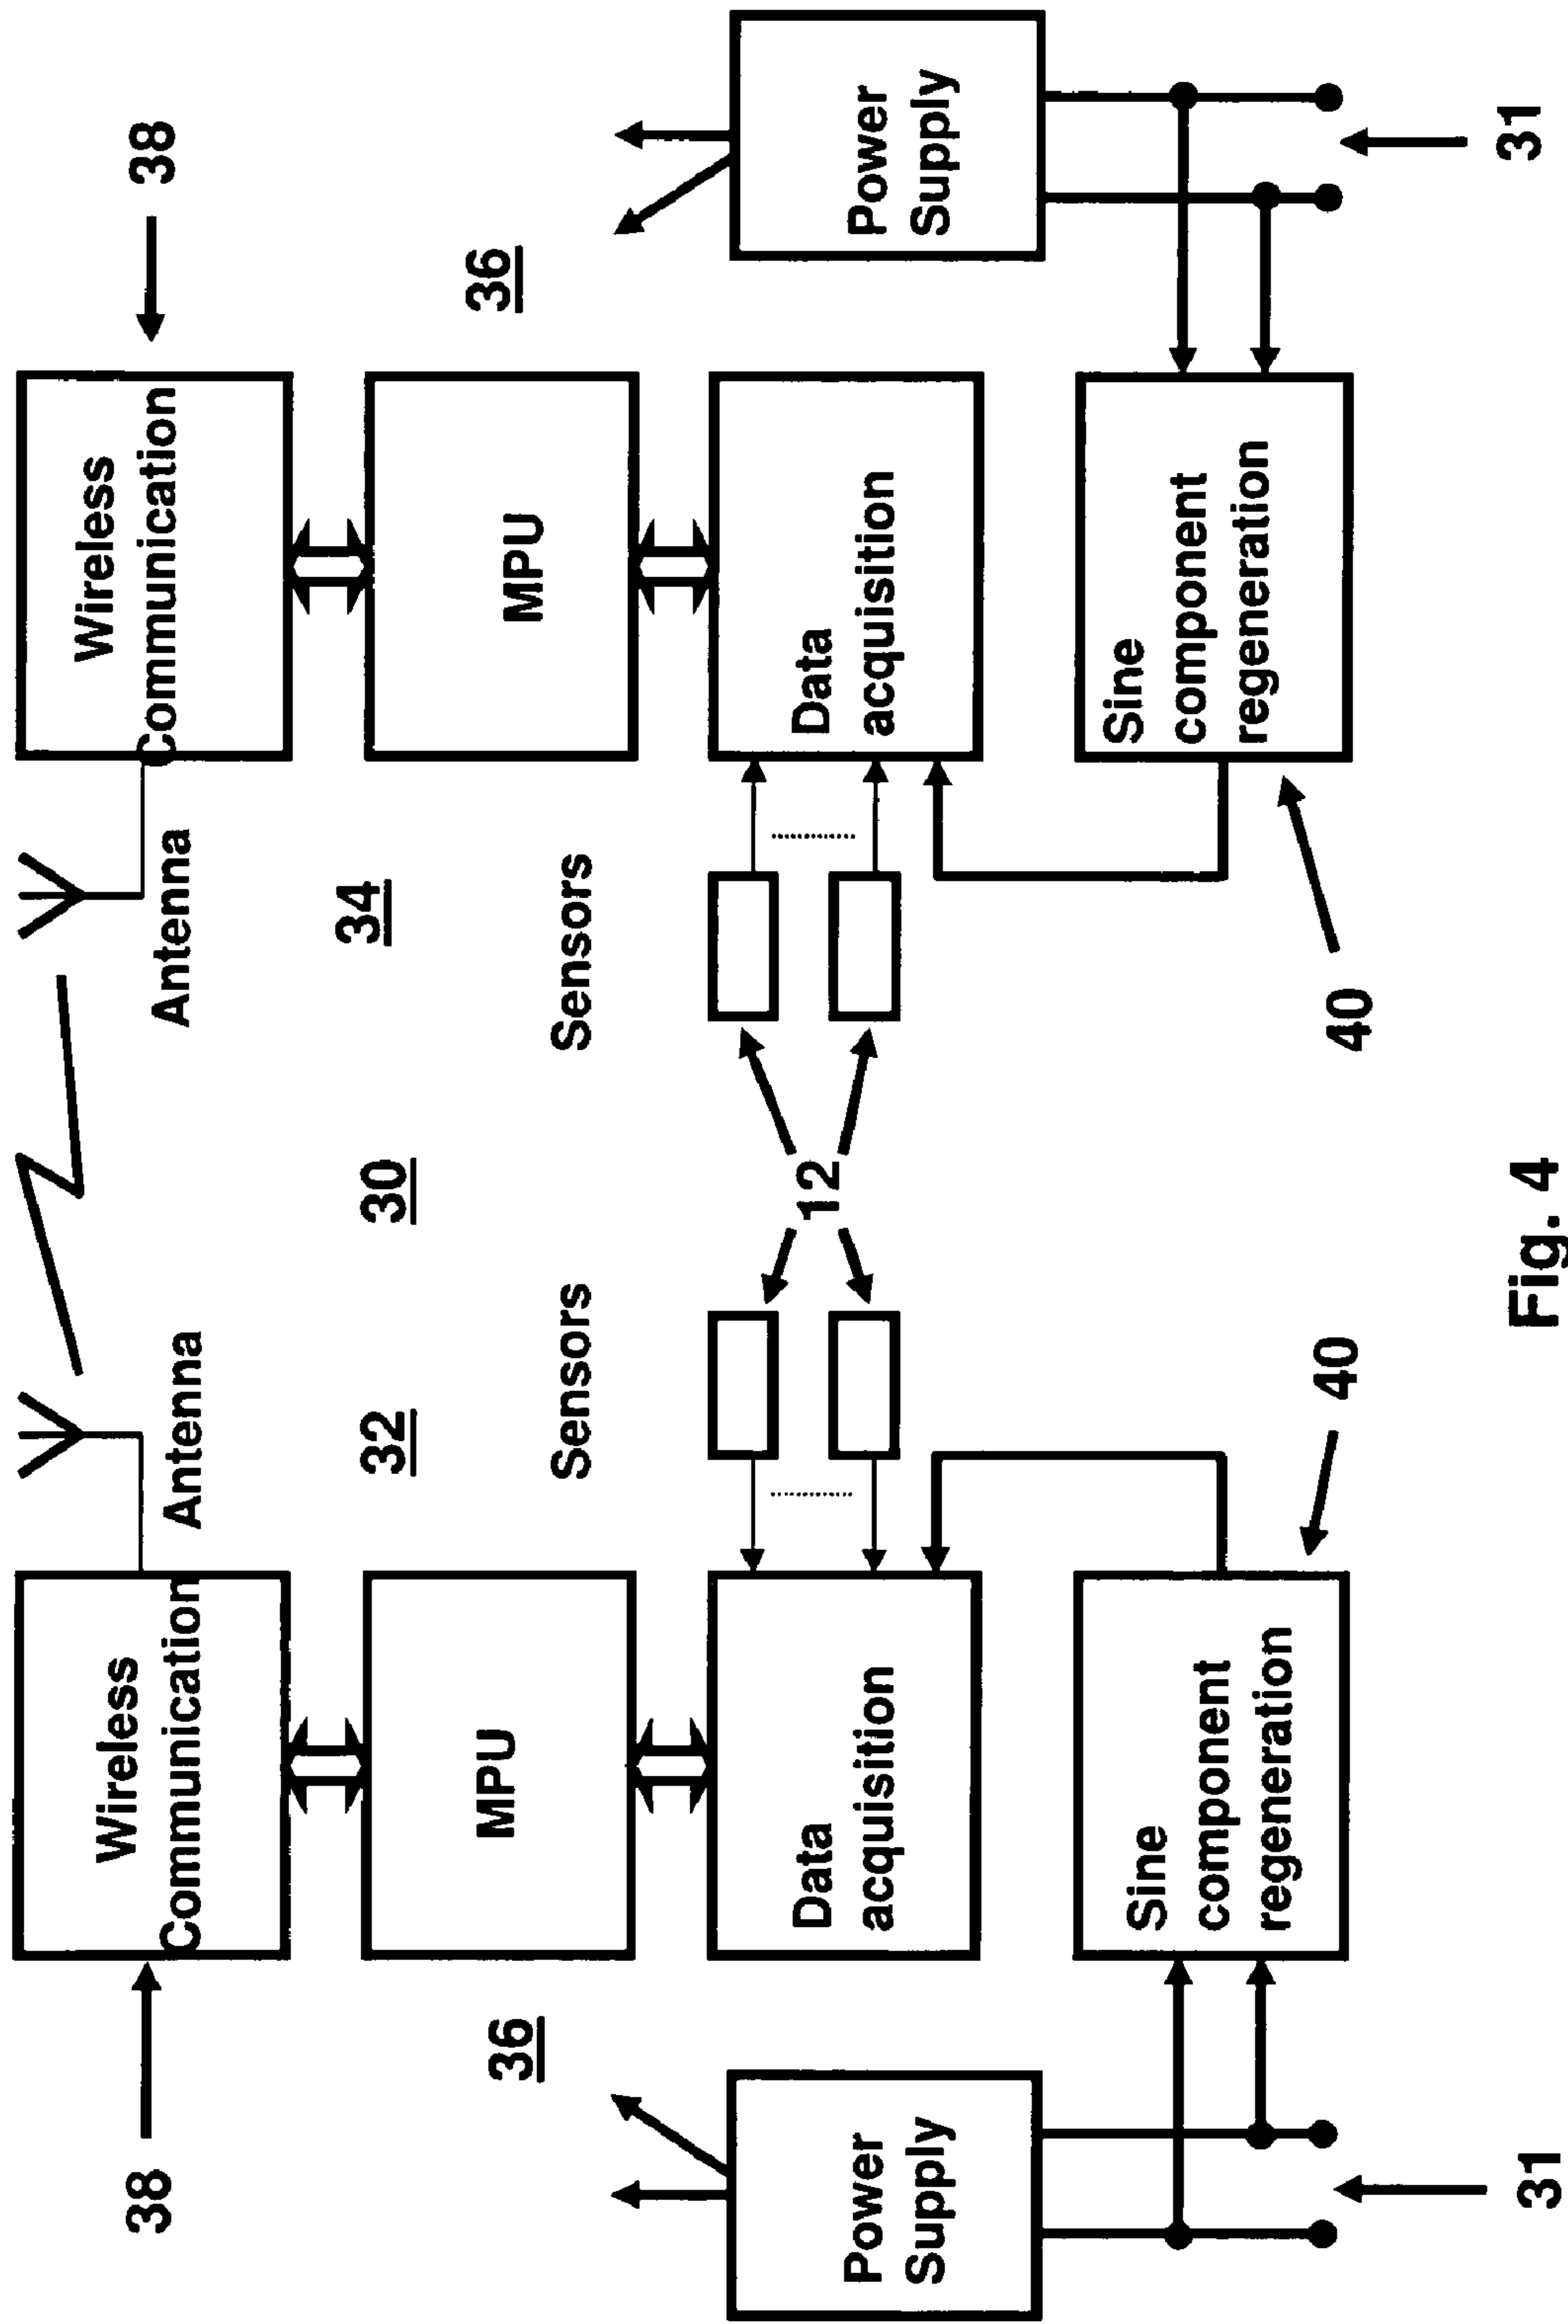 38
Wireless
Communication
Antenna
Antenna
Wireless
Communication
38
32
30
34
MPU
MPU
36
Sensors
Sensors
36
Power
Supply
Data
acquisition
12
Data
acquisition
Power
Supply
Sine
component
regeneration
40
40
Sine
component
regeneration
31
31
Fig. 4